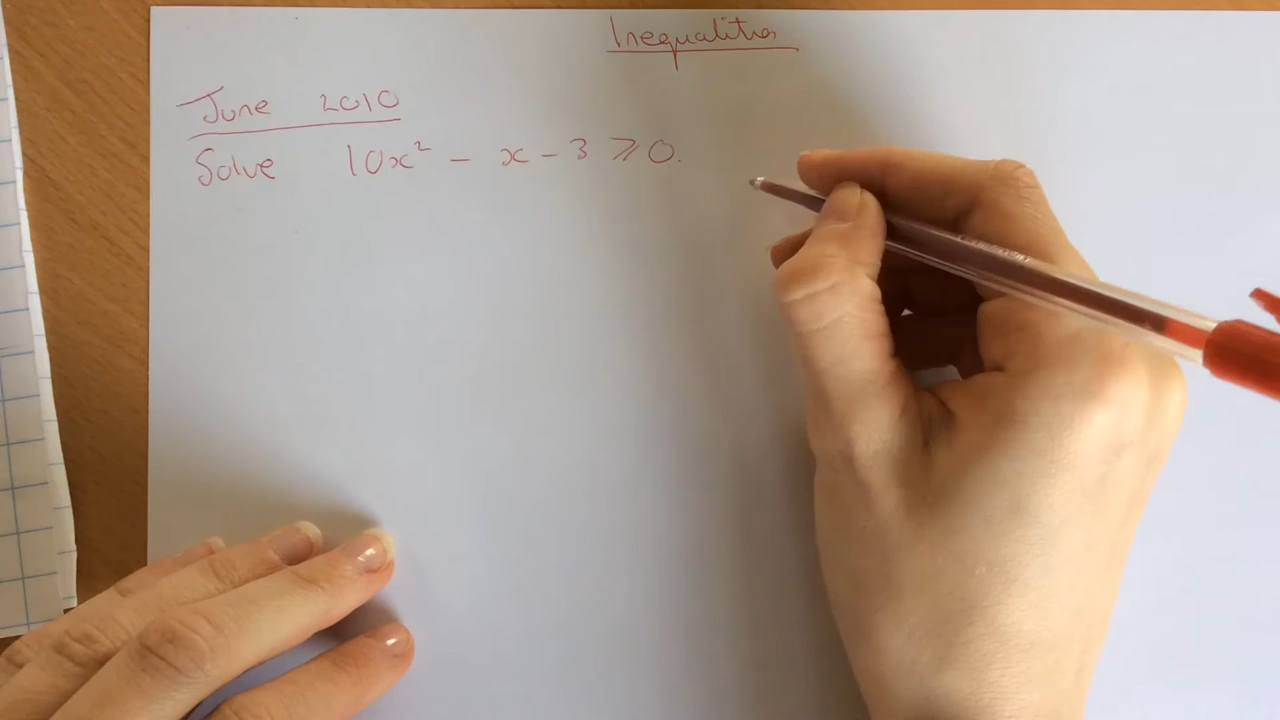 Inequalities
June 2010
Solve 10x² - x - 3 ⩾ 0.